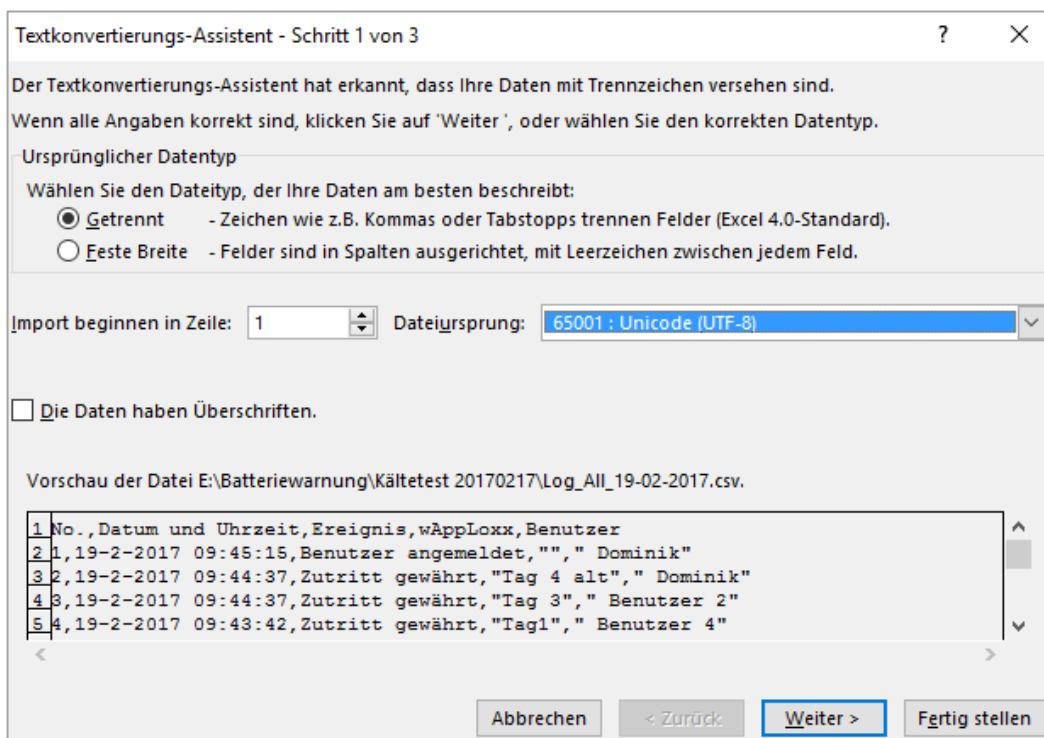 Textkonvertierungs-Assistent - Schritt 1 von 3 ?
Der Textkonvertierungs-Assistent hat erkannt, dass Ihre Daten mit Trennzeichen versehen sind.
Wenn alle Angaben korrekt sind, klicken Sie auf 'Weiter ', oder wählen Sie den korrekten Datentyp.
Ursprünglicher Datentyp
Wählen Sie den Dateityp, der Ihre Daten am besten beschreibt:
Getrennt - Zeichen wie z.B. Kommas oder Tabstopps trennen Felder (Excel 4.0-Standard).
Feste Breite - Felder sind in Spalten ausgerichtet, mit Leerzeichen zwischen jedem Feld.
Import beginnen in Zeile: 1 Dateiursprung: 65001 : Unicode (UTF-8)
Die Daten haben Überschriften.
Vorschau der Datei E:\Batteriewarnung\Kältetest 20170217\Log_All_19-02-2017.csv.
1 No.,Datum und Uhrzeit,Ereignis,wAppLoxx,Benutzer
2 1,19-2-2017 09:45:15,Benutzer angemeldet,""," Dominik"
3 2,19-2-2017 09:44:37,Zutritt gewährt,"Tag 4 alt"," Dominik"
4 3,19-2-2017 09:44:37,Zutritt gewährt,"Tag 3"," Benutzer 2"
5 4,19-2-2017 09:43:42,Zutritt gewährt,"Tag1"," Benutzer 4"
Abbrechen < Zurück Weiter > Fertig stellen